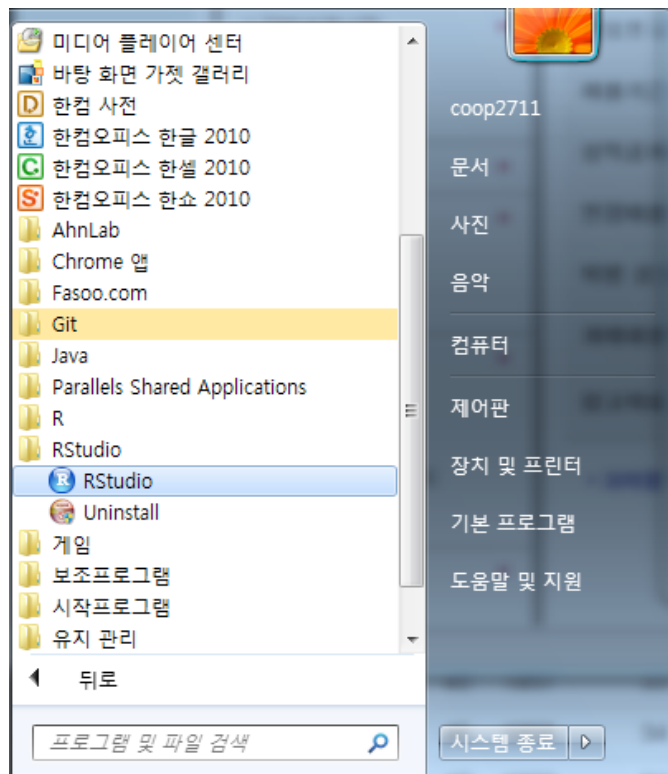 미디어 플레이어 센터
바탕 화면 가젯 갤러리
한컴 사전
한컴오피스 한글 2010
한컴오피스 한셀 2010
한컴오피스 한쇼 2010
AhnLab
Chrome 앱
Fasoo.com
Git
Java
Parallels Shared Applications
R
RStudio
RStudio
Uninstall
게임
보조프로그램
시작프로그램
유지 관리
뒤로
프로그램 및 파일 검색
coop2711
문서
사진
음악
컴퓨터
제어판
장치 및 프린터
기본 프로그램
도움말 및 지원
시스템 종료